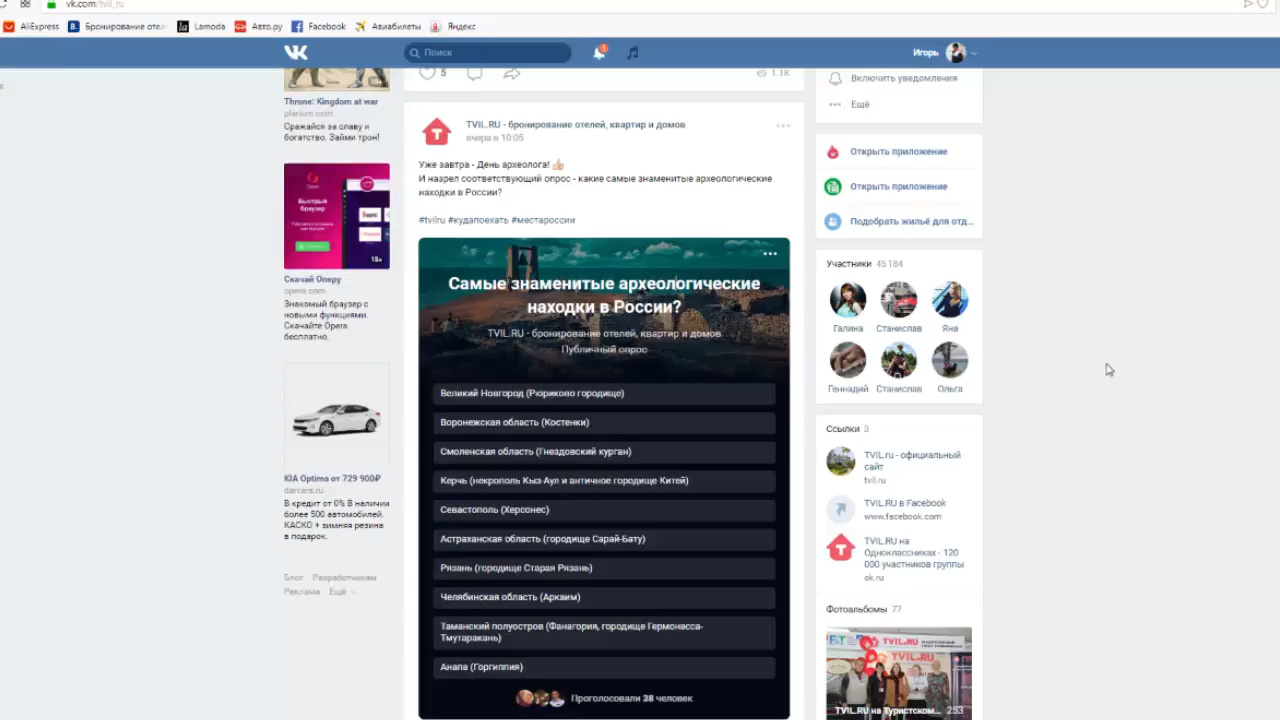 vk.com/tvil_ru
AliExpress
Бронирование отел
Lamoda
Авто.ру
Facebook
Авиабилеты
Яндекс
Поиск
1
Игорь
18+
Throne: Kingdom at war
plarium.com
Сражайся за славу и
богатство. Займи трон!
Быстрый
браузер
18+
Скачай Оперу
opera.com
Знакомый браузер с
новыми функциями.
Скачайте Opera
бесплатно.
KIA Optima от 729 900₽
darcars.ru
В кредит от 0% В наличии
более 500 автомобилей.
КАСКО + зимняя резина
в подарок.
Блог Разработчикам
Реклама Ещё
5
1.1K
TVIL.RU - бронирование отелей, квартир и домов
вчера в 10:05
Уже завтра - День археолога!
И назрел соответствующий опрос - какие самые знаменитые археологические
находки в России?
#tvilru #кудапоехать #местароссии
Самые знаменитые археологические
находки в России?
TVIL.RU - бронирование отелей, квартир и домов
Публичный опрос
Великий Новгород (Рюриково городище)
Воронежская область (Костенки)
Смоленская область (Гнездовский курган)
Керчь (некрополь Кыз-Аул и античное городище Китей)
Севастополь (Херсонес)
Астраханская область (городище Сарай-Бату)
Рязань (городище Старая Рязань)
Челябинская область (Аркаим)
Таманский полуостров (Фанагория, городище Гермонасса-
Тмутаракань)
Анапа (Горгиппия)
Проголосовали 38 человек
Включить уведомления
Ещё
Открыть приложение
Открыть приложение
Подобрать жильё для отд...
Участники 45 184
Галина Станислав Яна
Геннадий Станислав Ольга
Ссылки 3
TVIL.ru - официальный
сайт
tvil.ru
TVIL.RU в Facebook
www.facebook.com
TVIL.RU на
Одноклассниках - 120
000 участников группы
ok.ru
Фотоальбомы 77
TVIL.RU
TVIL.RU
TVIL.RU на Туристском... 253